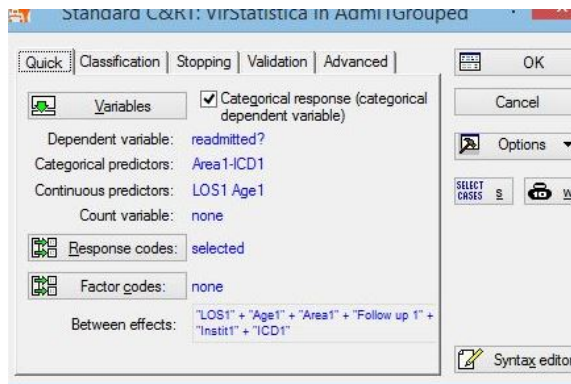 Standard C&RT: VirStatistica in Admi1Grouped
Quick Classification Stopping Validation Advanced
OK
Variables
Categorical response (categorical
dependent variable)
Cancel
Dependent variable: readmitted?
Options
Categorical predictors: Area1-ICD1
Continuous predictors: LOS1 Age1
SELECT
CASES S W
Count variable: none
Response codes: selected
Factor codes: none
Between effects: "LOS1" + "Age1" + "Area1" + "Follow up 1" +
"Instit1" + "ICD1"
Syntax editor